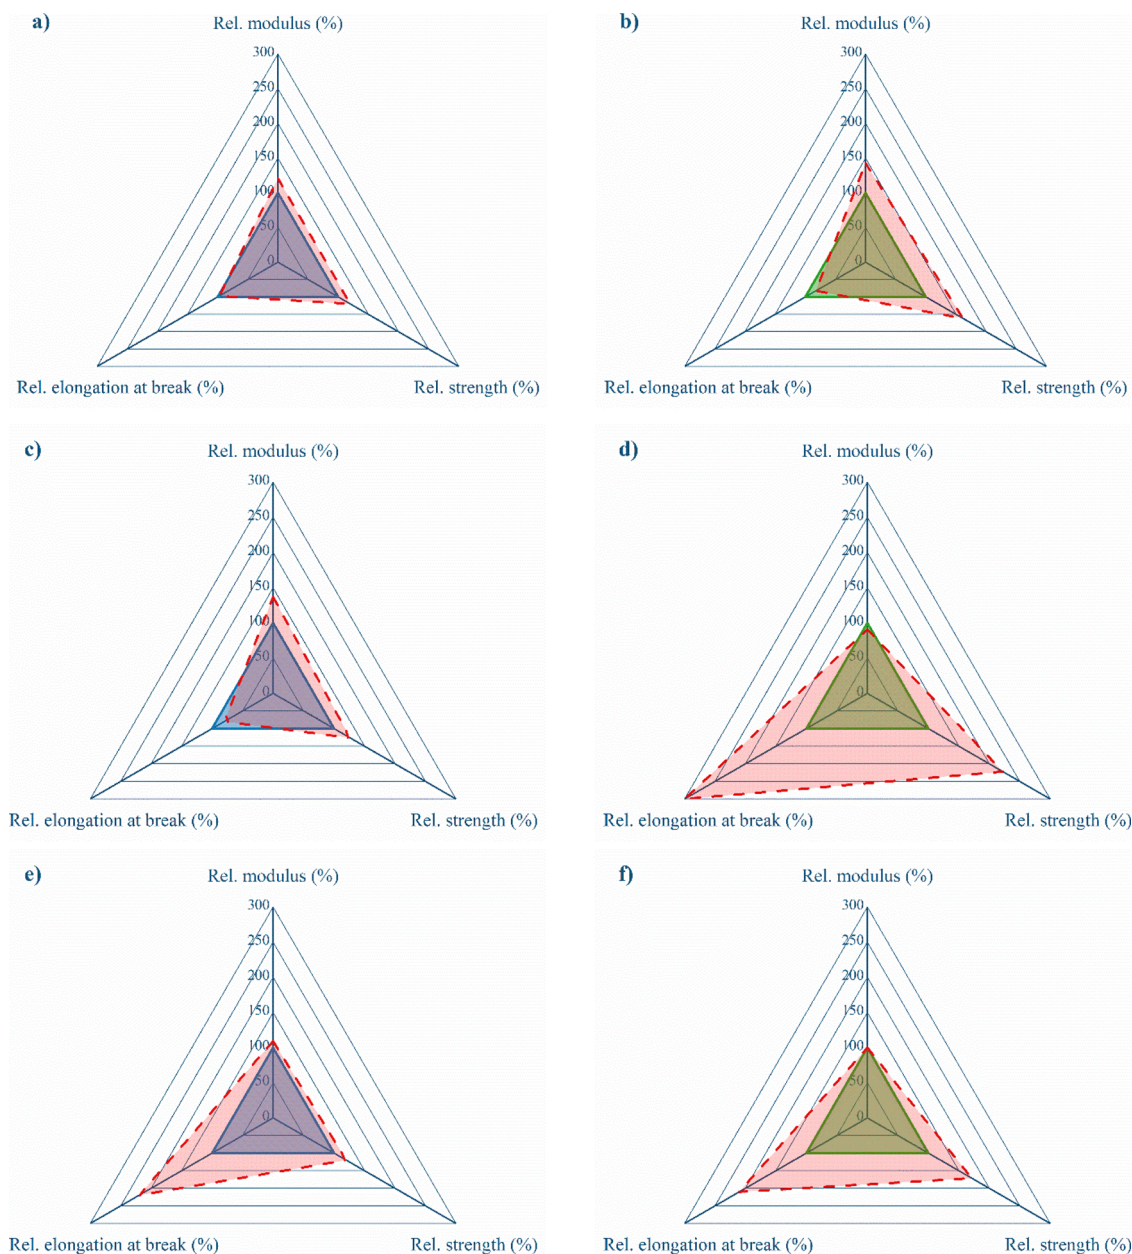 a)
Rel. modulus (%)
300
250
200
150
100
50
0
Rel. elongation at break (%)
Rel. strength (%)
b)
Rel. modulus (%)
300
250
200
150
100
50
0
Rel. elongation at break (%)
Rel. strength (%)
c)
Rel. modulus (%)
300
250
200
150
100
50
0
Rel. elongation at break (%)
Rel. strength (%)
d)
Rel. modulus (%)
300
250
200
150
100
50
0
Rel. elongation at break (%)
Rel. strength (%)
e)
Rel. modulus (%)
300
250
200
150
100
50
0
Rel. elongation at break (%)
Rel. strength (%)
f)
Rel. modulus (%)
300
250
200
150
100
50
0
Rel. elongation at break (%)
Rel. strength (%)